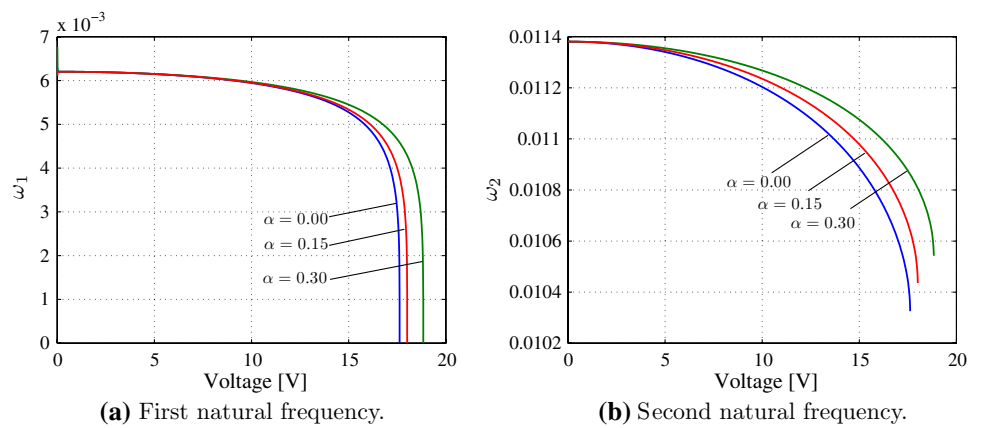 x 10⁻³
7
6
5
4
3
2
1
0
ω₁
α = 0.00
α = 0.15
α = 0.30
0 5 10 15 20
Voltage [V]
(a) First natural frequency.
0.0114
0.0112
0.011
0.0108
0.0106
0.0104
0.0102
ω₂
α = 0.00
α = 0.15
α = 0.30
0 5 10 15 20
Voltage [V]
(b) Second natural frequency.